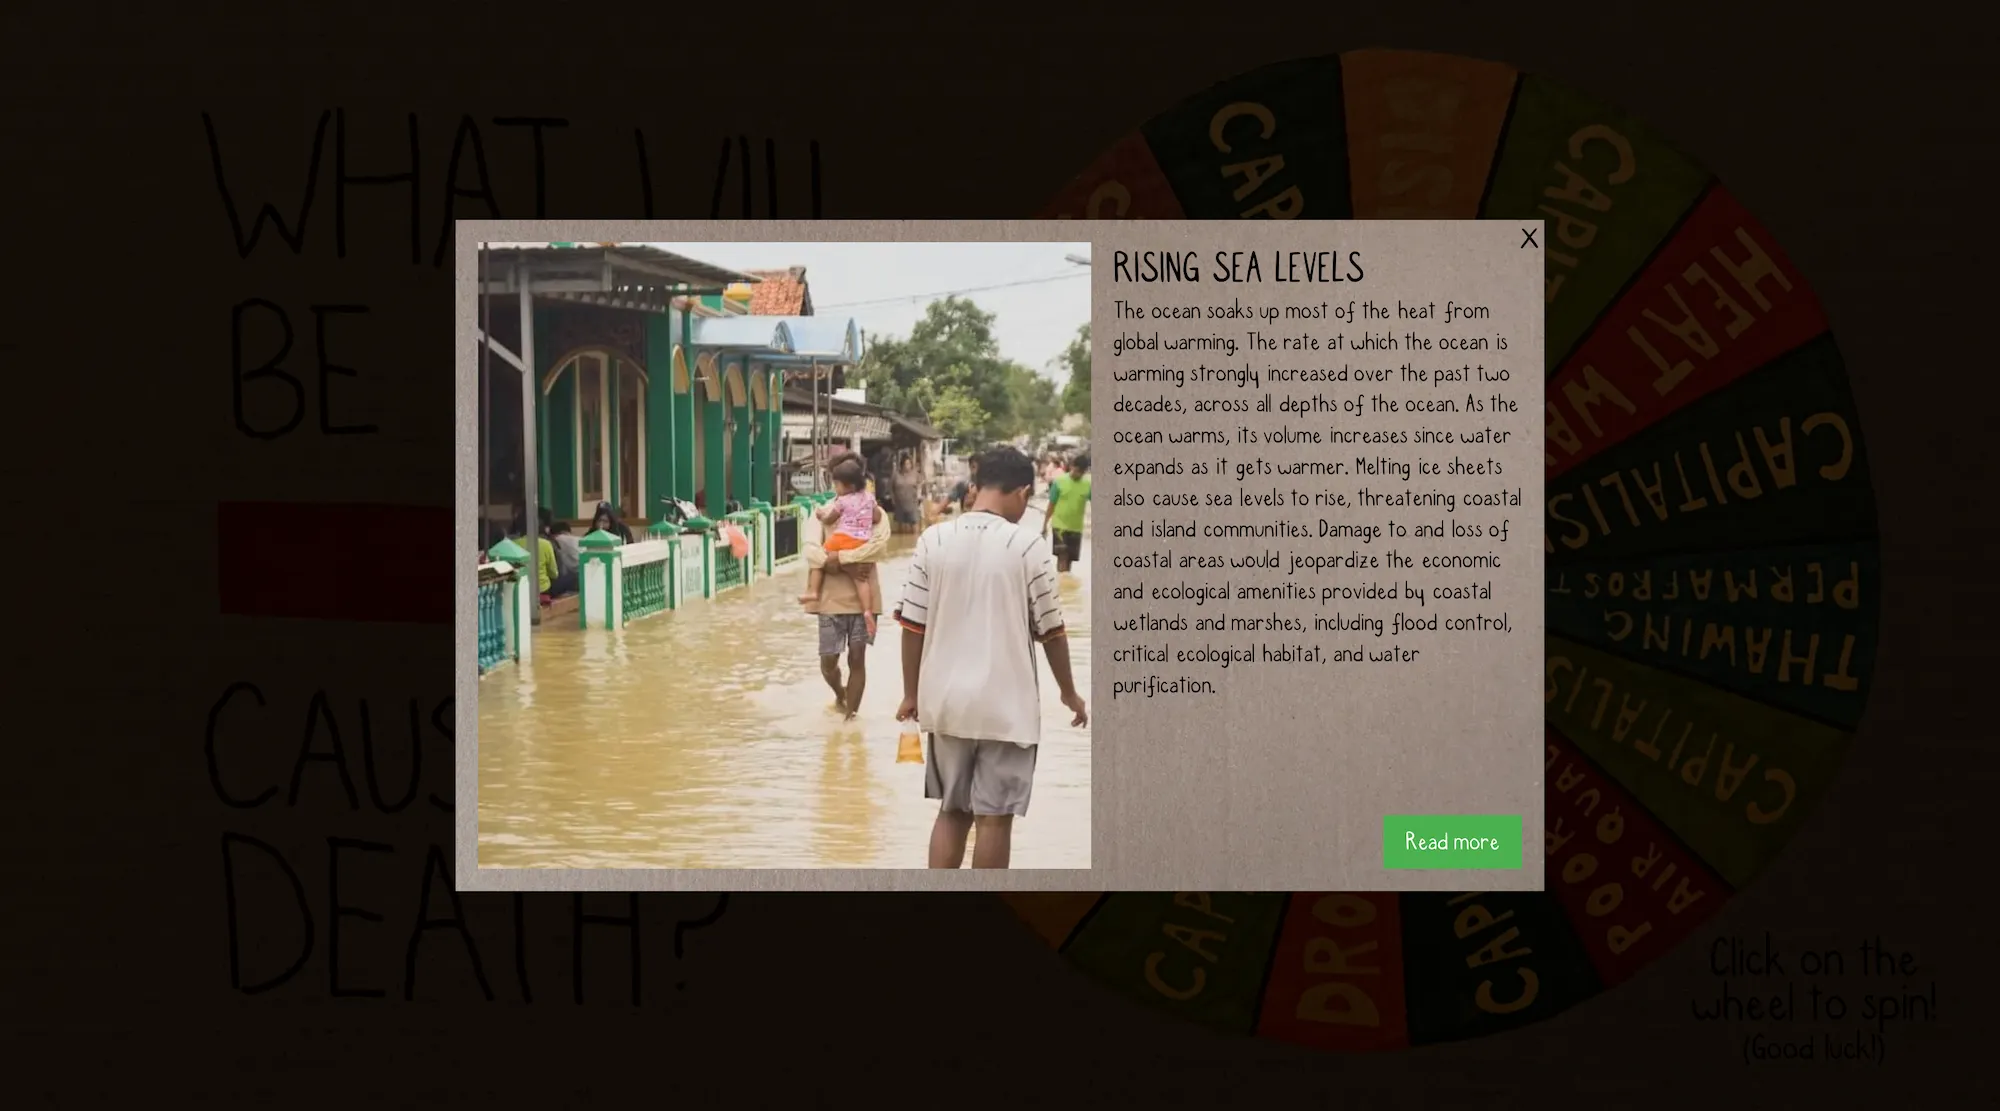 WHAT WILL
BE
CAUS
DEATH?
X
RISING SEA LEVELS
The ocean soaks up most of the heat from
global warming. The rate at which the ocean is
warming strongly increased over the past two
decades, across all depths of the ocean. As the
ocean warms, its volume increases since water
expands as it gets warmer. Melting ice sheets
also cause sea levels to rise, threatening coastal
and island communities. Damage to and loss of
coastal areas would jeopardize the economic
and ecological amenities provided by coastal
wetlands and marshes, including flood control,
critical ecological habitat, and water
purification.
Read more
CAP
CAPIT
HEAT WA
CAPITALIS
THAWING
PERMAFROST
CAPITALIS
POOR
AIR QUAL
CAPI
DRO
CAP
Click on the
wheel to spin!
(Good luck!)